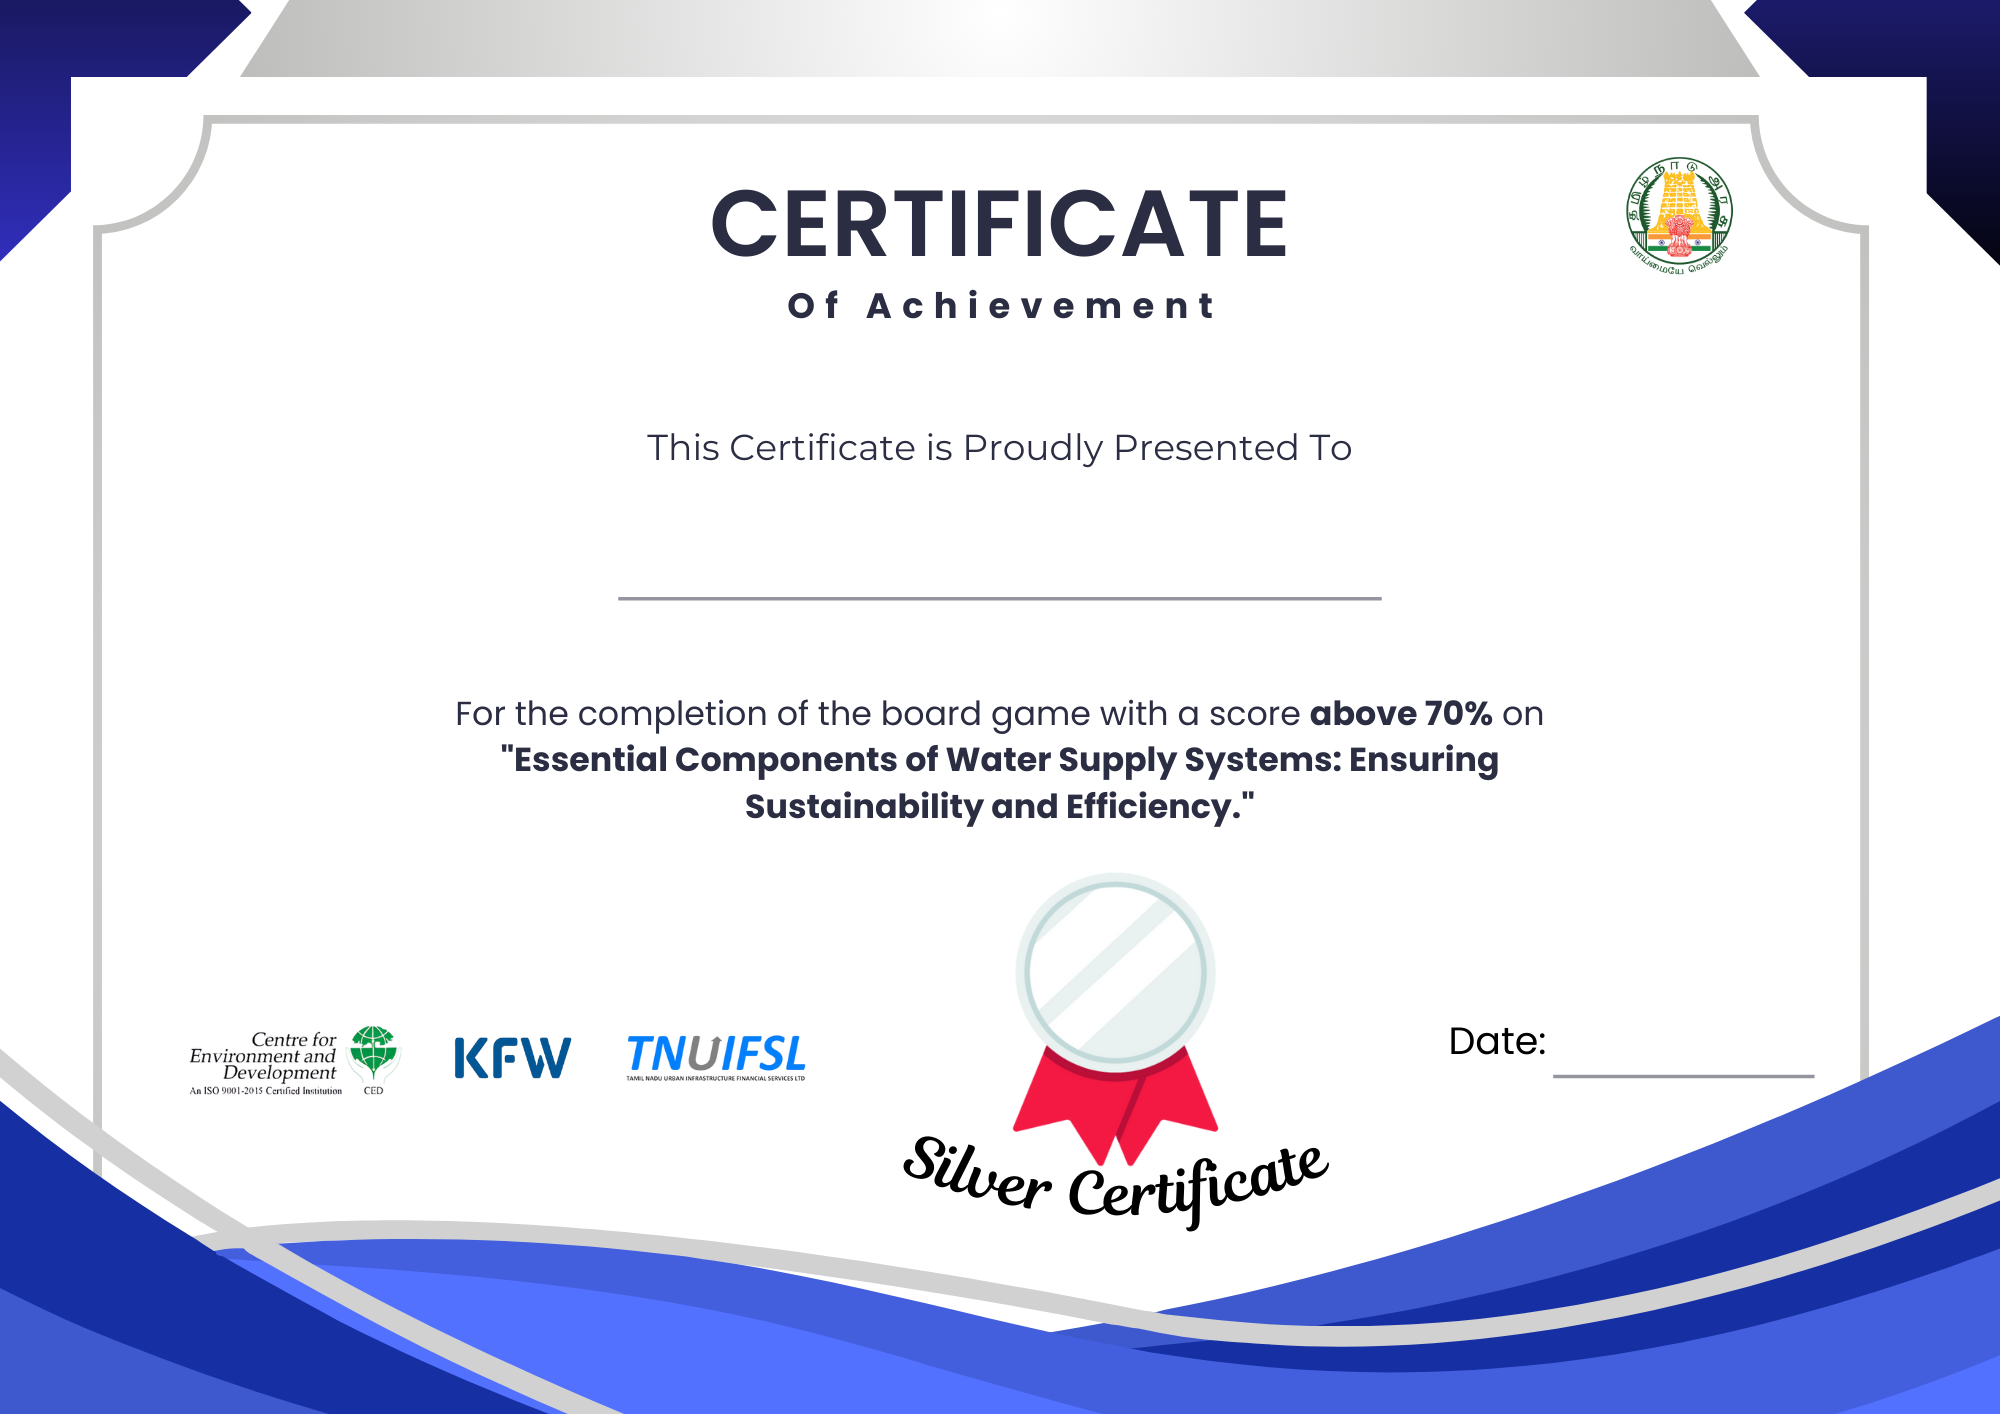 தமிழ்நாடு அரசு
வாய்மையே வெல்லும்
CERTIFICATE
Of Achievement
This Certificate is Proudly Presented To
For the completion of the board game with a score above 70% on
"Essential Components of Water Supply Systems: Ensuring
Sustainability and Efficiency."
Centre for
Environment and
Development
An ISO 9001-2015 Certified Institution
CED
KFW
TNUIFSL
TAMIL NADU URBAN INFRASTRUCTURE FINANCIAL SERVICES LTD
Date:
Silver Certificate